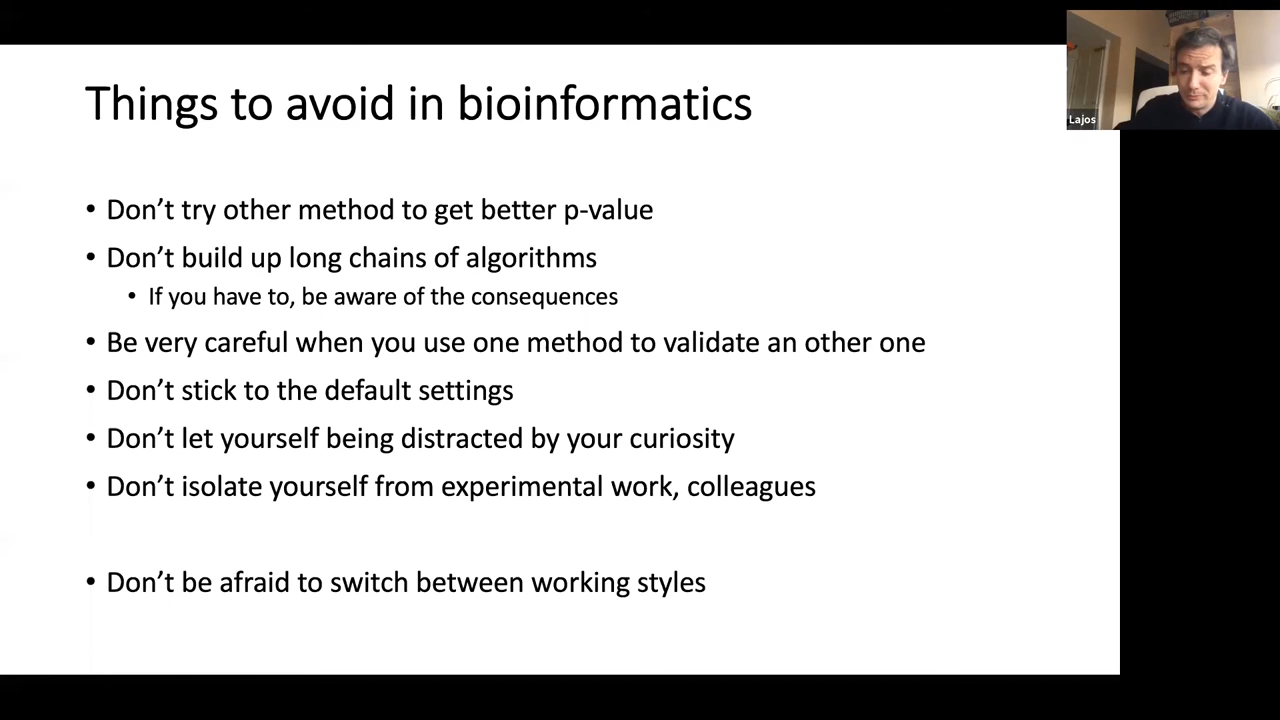 Things to avoid in bioinformatics
• Don’t try other method to get better p-value
• Don’t build up long chains of algorithms
• If you have to, be aware of the consequences
• Be very careful when you use one method to validate an other one
• Don’t stick to the default settings
• Don’t let yourself being distracted by your curiosity
• Don’t isolate yourself from experimental work, colleagues
• Don’t be afraid to switch between working styles
Lajos